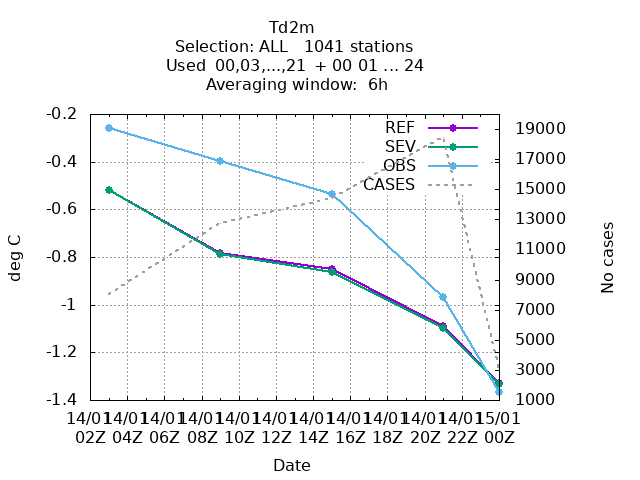 Td2m
Selection: ALL   1041 stations
Used  00,03,...,21  + 00 01 ... 24
Averaging window:  6h
REF
SEV
OBS
CASES
-0.2
-0.4
-0.6
-0.8
-1
-1.2
-1.4
deg C
19000
17000
15000
13000
11000
9000
7000
5000
3000
1000
No cases
14/01 14/01 14/01 14/01 14/01 14/01 14/01 14/01 14/01 14/01 14/01 15/01
02Z 04Z 06Z 08Z 10Z 12Z 14Z 16Z 18Z 20Z 22Z 00Z
Date